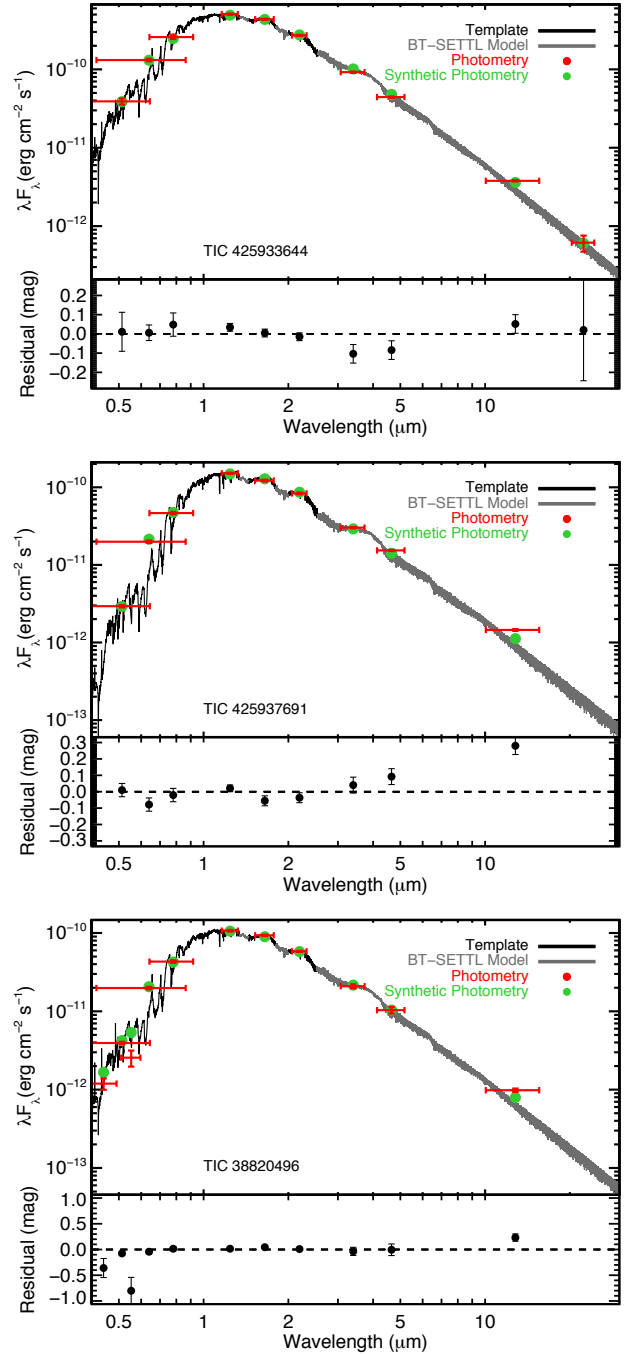 Template
BT−SETTL Model
Photometry
Synthetic Photometry
λFλ(erg cm−2 s−1)
10−10
10−11
10−12
TIC 425933644
Residual (mag)
0.2
0.1
0.0
−0.1
−0.2
0.5 1 2 5 10
Wavelength (μm)
Template
BT−SETTL Model
Photometry
Synthetic Photometry
λFλ(erg cm−2 s−1)
10−10
10−11
10−12
10−13
TIC 425937691
Residual (mag)
0.3
0.2
0.1
0.0
−0.1
−0.2
−0.3
0.5 1 2 5 10
Wavelength (μm)
Template
BT−SETTL Model
Photometry
Synthetic Photometry
λFλ(erg cm−2 s−1)
10−10
10−11
10−12
10−13
TIC 38820496
Residual (mag)
1.0
0.5
0.0
−0.5
−1.0
0.5 1 2 5 10
Wavelength (μm)